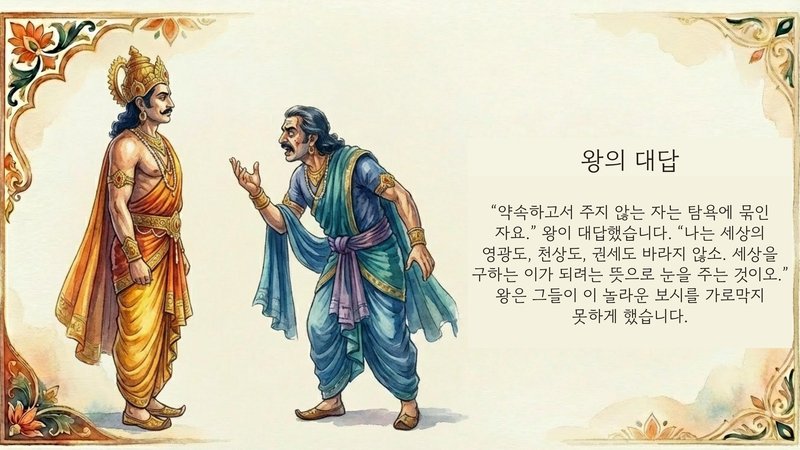 왕의 대답
“약속하고서 주지 않는 자는 탐욕에 묶인
자요.” 왕이 대답했습니다. “나는 세상의
영광도, 천상도, 권세도 바라지 않소. 세상을
구하는 이가 되려는 뜻으로 눈을 주는 것이오.”
왕은 그들이 이 놀라운 보시를 가로막지
못하게 했습니다.